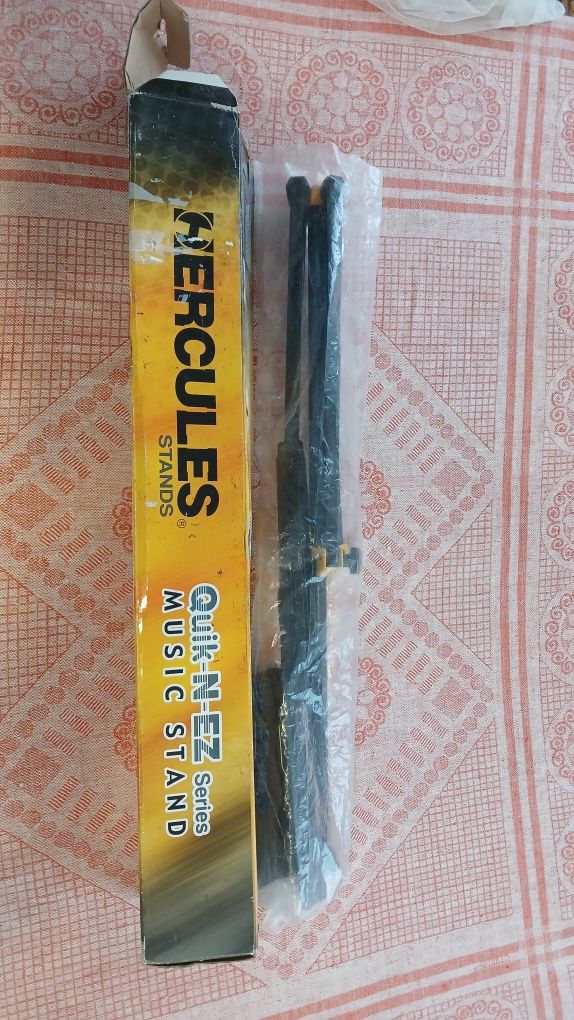 HERCULES
STANDS®
Quik-N-EZ Series
MUSIC STAND